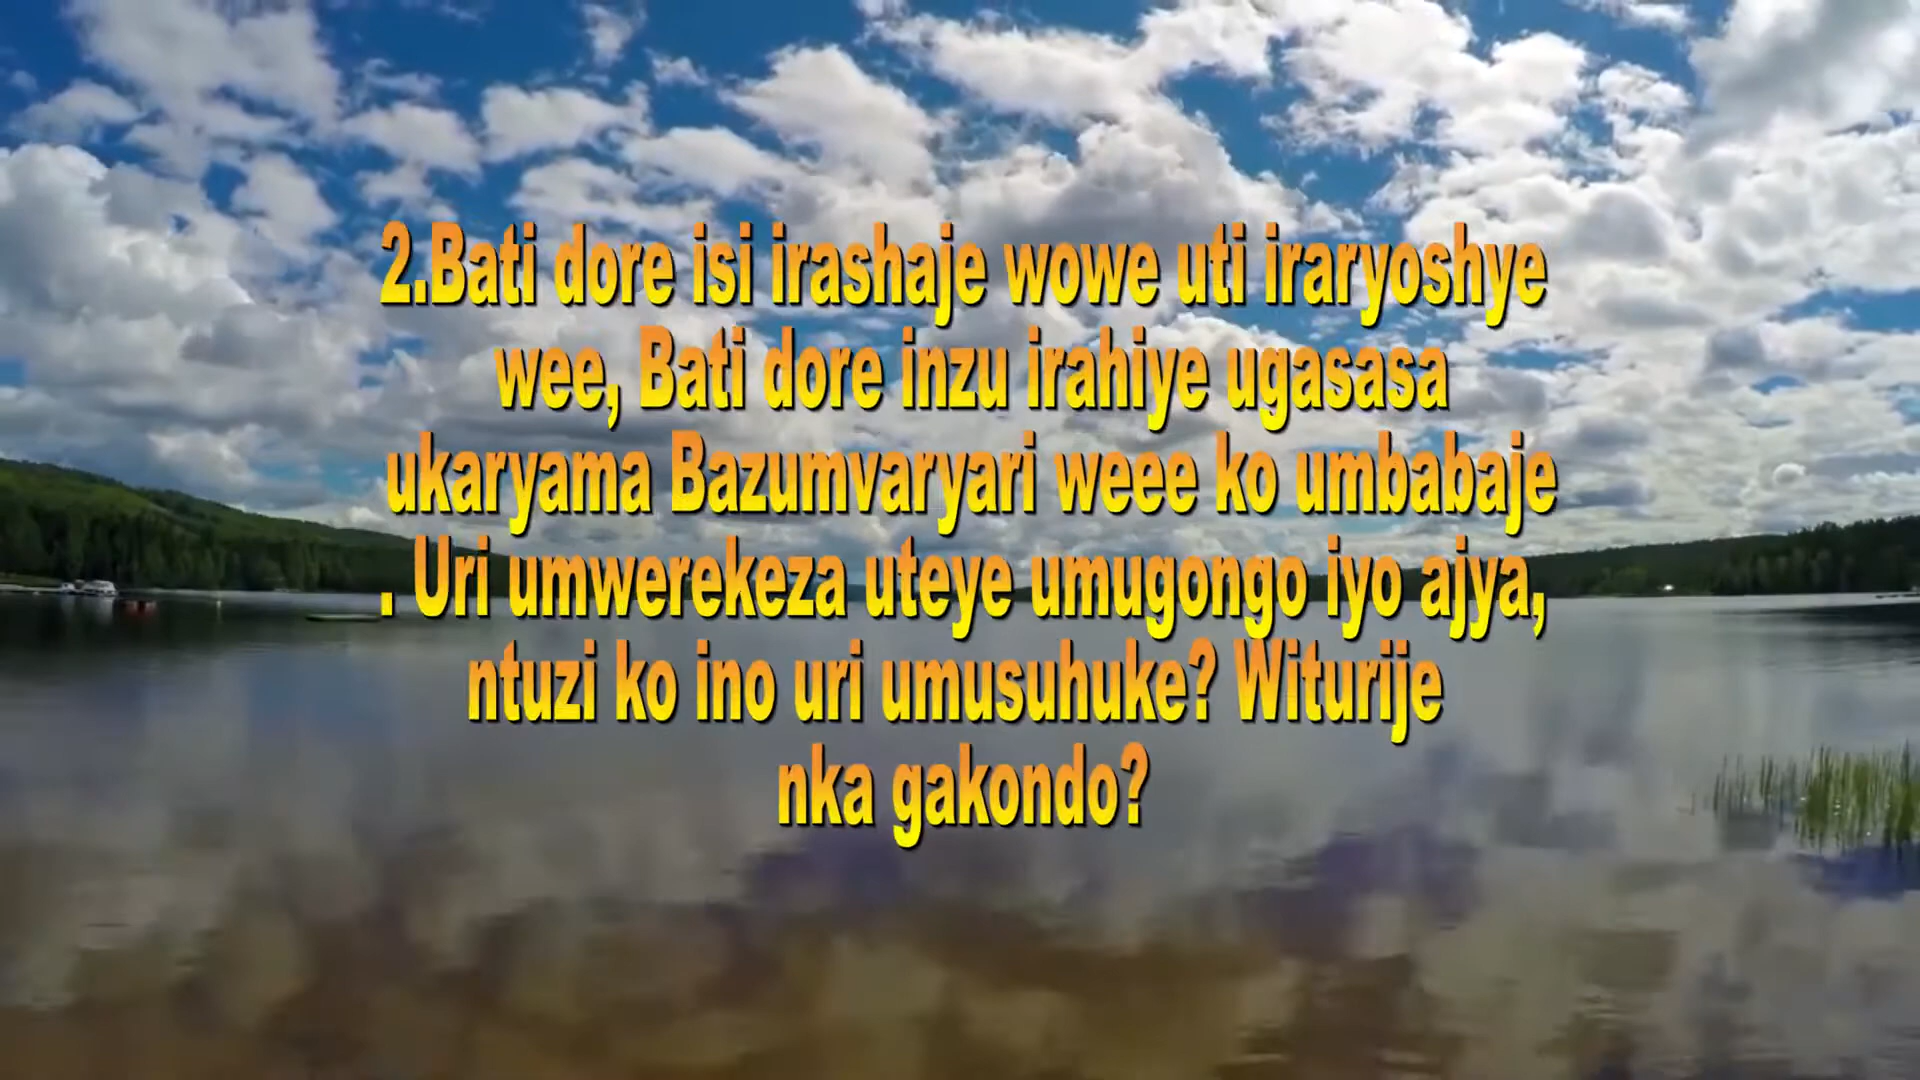 2.Bati dore isi irashaje wowe uti iraryoshye
wee, Bati dore inzu irahiye ugasasa
ukaryama Bazumvaryari weee ko umbabaje
. Uri umwerekeza uteye umugongo iyo ajya,
ntuzi ko ino uri umusuhuke? Witurije
nka gakondo?